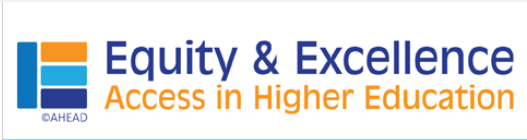 Equity & Excellence
Access in Higher Education
©AHEAD